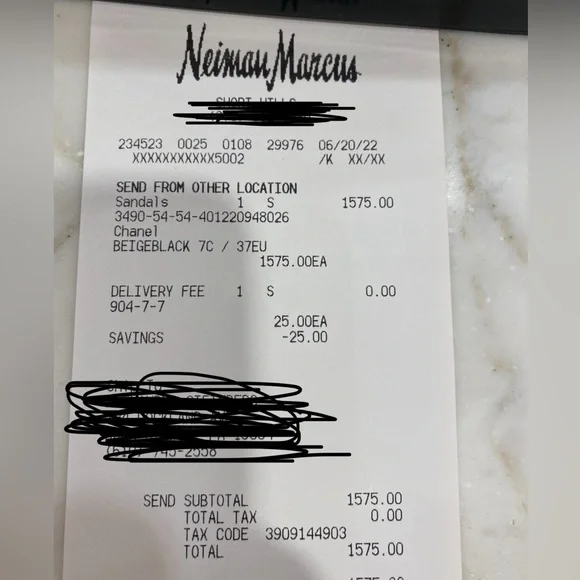 Neiman Marcus
234523 0025 0108 29976 06/20/22
XXXXXXXXXXX5002 /K XX/XX
SEND FROM OTHER LOCATION
Sandals 1 S 1575.00
3490-54-54-401220948026
Chanel
BEIGEBLACK 7C / 37EU
1575.00EA
DELIVERY FEE 1 S 0.00
904-7-7
25.00EA
SAVINGS -25.00
SEND SUBTOTAL 1575.00
TOTAL TAX 0.00
TAX CODE 3909144903
TOTAL 1575.00